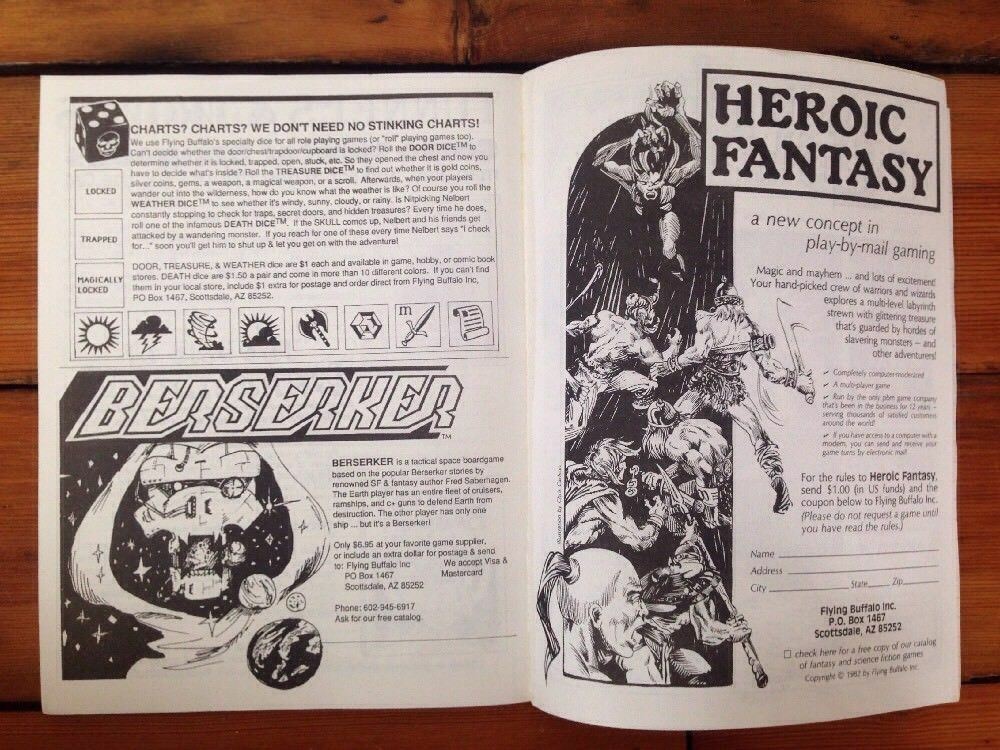 CHARTS? CHARTS? WE DON'T NEED NO STINKING CHARTS!
We use Flying Buffalo's specialty dice for all role playing games (or "roll" playing games too).
Can't decide whether the door/chest/trapdoor/cupboard is locked? Roll the DOOR DICE™ to
determine whether it is locked, trapped, open, stuck, etc. So they opened the chest and now you
have to decide what's inside? Roll the TREASURE DICE™ to find out whether it is gold coins,
silver coins, gems, a weapon, a magical weapon, or a scroll. Afterwards, when your players
wander out into the wilderness, how do you know what the weather is like? Of course you roll the
WEATHER DICE™ to see whether it's windy, sunny, cloudy, or rainy. Is Nitpicking Nelbert
constantly stopping to check for traps, secret doors, and hidden treasures? Every time he does,
roll one of the infamous DEATH DICE™. If the SKULL comes up, Nelbert and his friends get
attacked by a wandering monster. If you reach for one of these every time Nelbert says "I check
for..." soon you'll get him to shut up & let you get on with the adventure!
LOCKED
TRAPPED
MAGICALLY
LOCKED
DOOR, TREASURE, & WEATHER dice are $1 each and available in game, hobby, or comic book
stores. DEATH dice are $1.50 a pair and come in more than 10 different colors. If you can't find
them in your local store, include $1 extra for postage and order direct from Flying Buffalo Inc,
PO Box 1467, Scottsdale, AZ 85252.
m
BERSERKER™
BERSERKER is a tactical space boardgame
based on the popular Berserker stories by
renowned SF & fantasy author Fred Saberhagen.
The Earth player has an entire fleet of cruisers,
ramships, and c+ guns to defend Earth from
destruction. The other player has only one
ship ... but it's a Berserker!
Only $6.95 at your favorite game supplier,
or include an extra dollar for postage & send
to: Flying Buffalo Inc
PO Box 1467
Scottsdale, AZ 85252
We accept Visa &
Mastercard
Phone: 602-945-6917
Ask for our free catalog.
HEROIC
FANTASY
a new concept in
play-by-mail gaming
Magic and mayhem ... and lots of excitement!
Your hand-picked crew of warriors and wizards
explores a multi-level labyrinth
strewn with glittering treasure
that's guarded by hordes of
slavering monsters – and
other adventurers!
✓ Completely computer-moderated
✓ A multi-player game
✓ Run by the only pbm game company
that's been in the business for 12 years –
serving thousands of satisfied customers
around the world!
✓ If you have access to a computer with a
modem, you can send and receive your
game turns by electronic mail!
For the rules to Heroic Fantasy,
send $1.00 (in US funds) and the
coupon below to Flying Buffalo Inc.
(Please do not request a game until
you have read the rules.)
Name
Address
City State Zip
Flying Buffalo Inc.
P.O. Box 1467
Scottsdale, AZ 85252
check here for a free copy of our catalog
of fantasy and science fiction games
Copyright © 1982 by Flying Buffalo Inc.